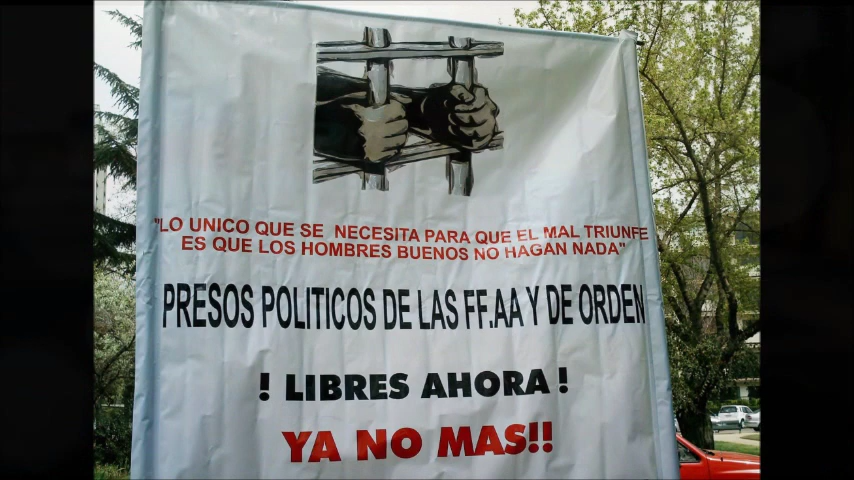 "LO UNICO QUE SE NECESITA PARA QUE EL MAL TRIUNFE
ES QUE LOS HOMBRES BUENOS NO HAGAN NADA"
PRESOS POLITICOS DE LAS FF.AA Y DE ORDEN
! LIBRES AHORA !
YA NO MAS!!